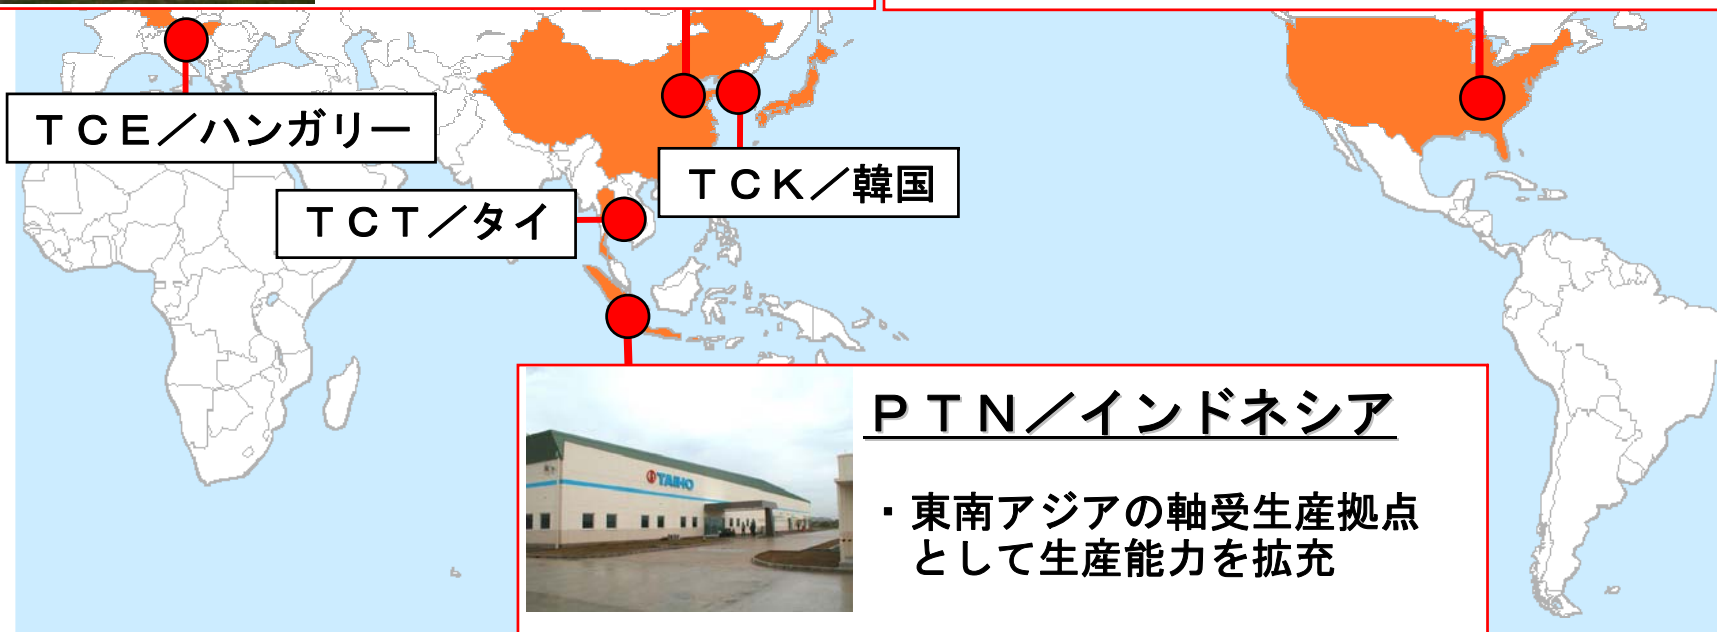 ＴＣＥ／ハンガリー
ＴＣＫ／韓国
ＴＣＴ／タイ
ＰＴＮ／インドネシア
TAIHO
・東南アジアの軸受生産拠点
として生産能力を拡充